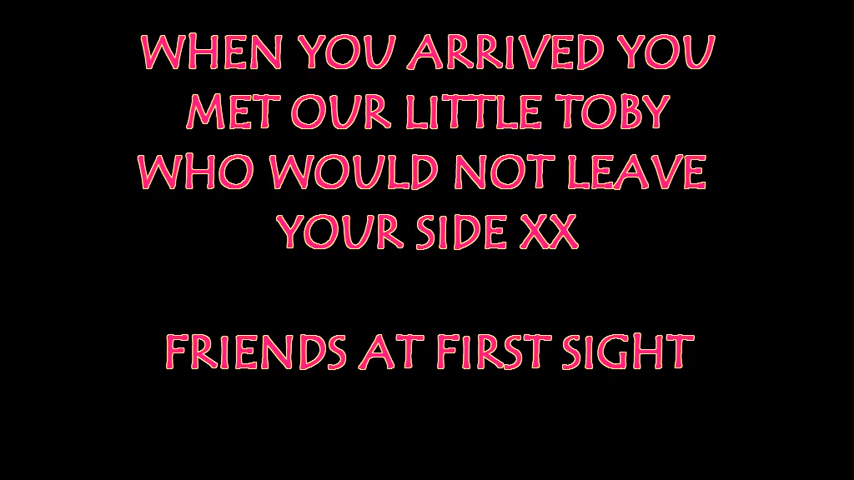 WHEN YOU ARRIVED YOU
MET OUR LITTLE TOBY
WHO WOULD NOT LEAVE
YOUR SIDE XX
FRIENDS AT FIRST SIGHT